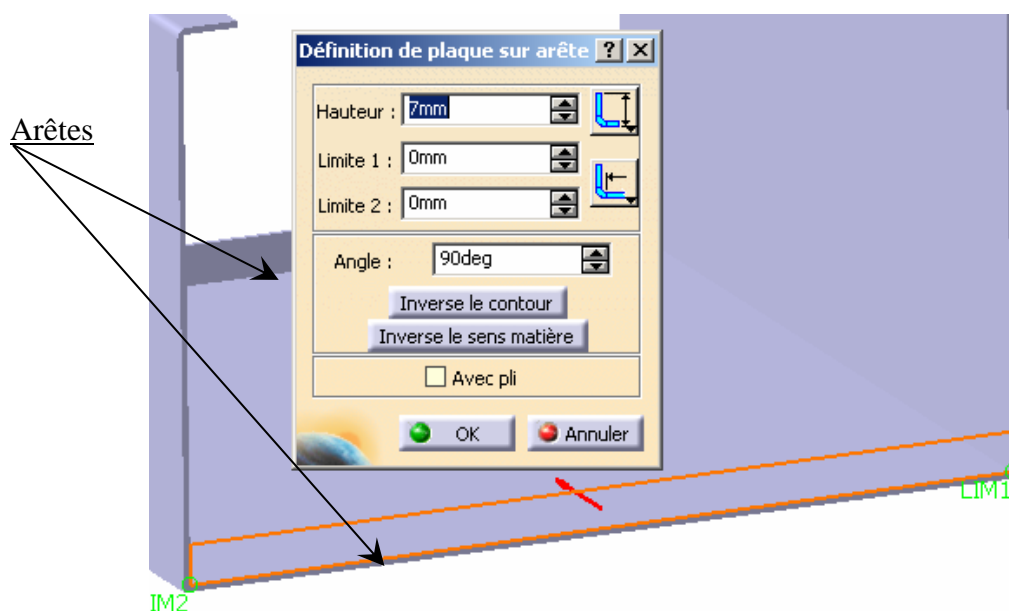 Définition de plaque sur arête
Hauteur : 7mm
Arêtes
Limite 1 : 0mm
Limite 2 : 0mm
Angle : 90deg
Inverse le contour
Inverse le sens matière
Avec pli
OK Annuler
LIM1
IM2